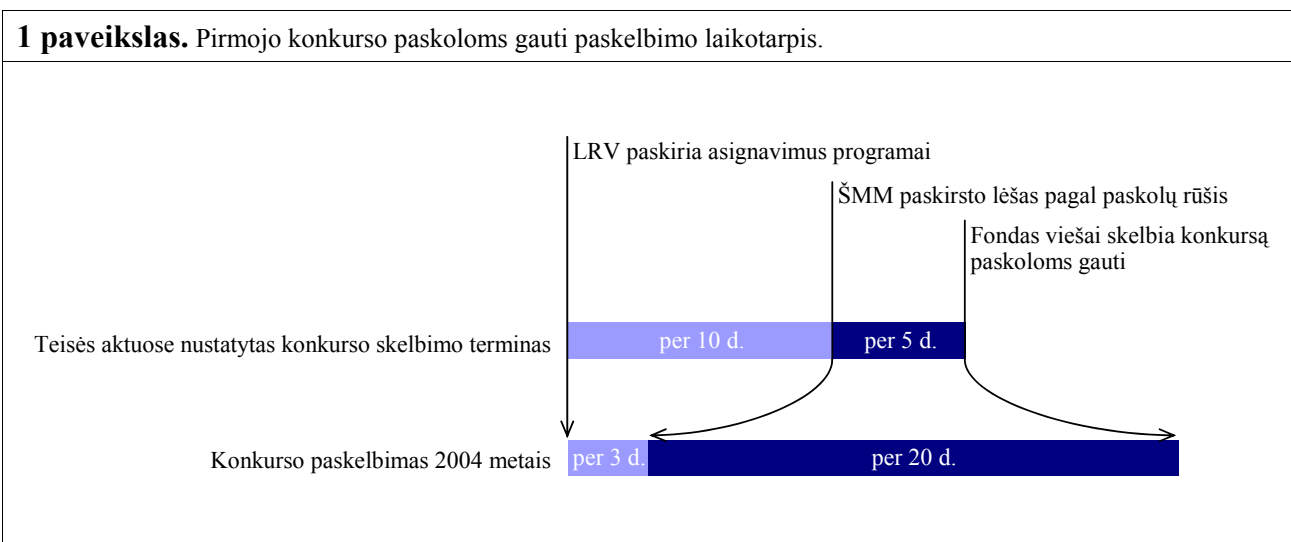 1 paveikslas. Pirmojo konkurso paskoloms gauti paskelbimo laikotarpis.
LRV paskiria asignavimus programai
ŠMM paskirsto lėšas pagal paskolų rūšis
Fondas viešai skelbia konkursą
paskoloms gauti
Teisės aktuose nustatytas konkurso skelbimo terminas
per 10 d.
per 5 d.
Konkurso paskelbimas 2004 metais
per 3 d.
per 20 d.